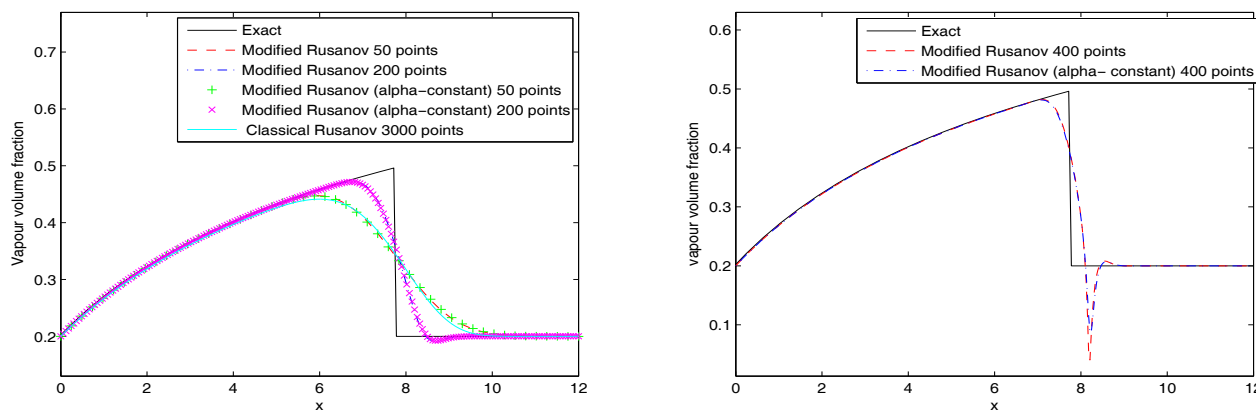 Exact
Modified Rusanov 50 points
Modified Rusanov 200 points
Modified Rusanov (alpha−constant) 50 points
Modified Rusanov (alpha−constant) 200 points
Classical Rusanov 3000 points
0.7
0.6
0.5
0.4
0.3
0.2
Vapour volume fraction
0 2 4 6 8 10 12
x
Exact
Modified Rusanov 400 points
Modified Rusanov (alpha− constant) 400 points
0.6
0.5
0.4
0.3
0.2
0.1
vapour volume fraction
0 2 4 6 8 10 12
x